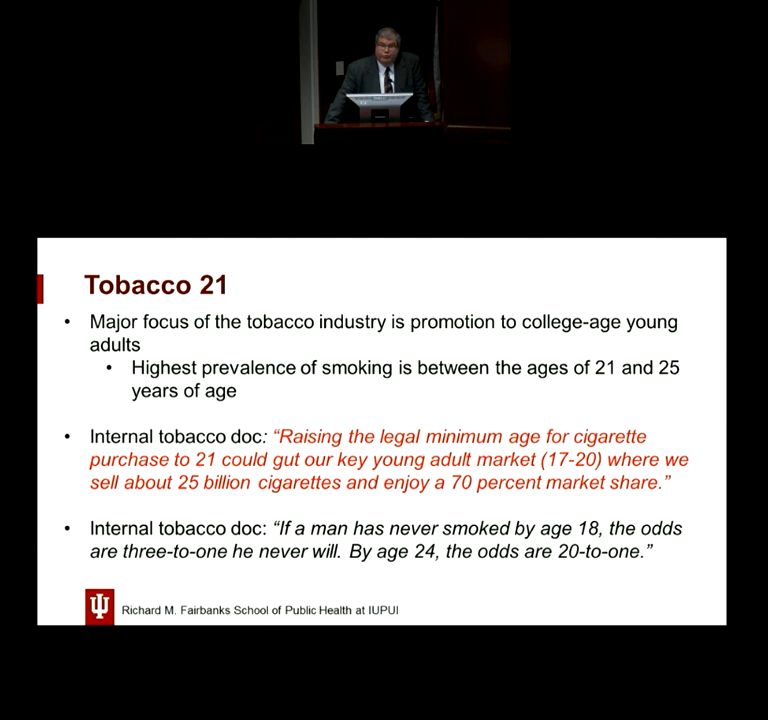 Tobacco 21
• Major focus of the tobacco industry is promotion to college-age young
adults
• Highest prevalence of smoking is between the ages of 21 and 25
years of age
• Internal tobacco doc: “Raising the legal minimum age for cigarette
purchase to 21 could gut our key young adult market (17-20) where we
sell about 25 billion cigarettes and enjoy a 70 percent market share.”
• Internal tobacco doc: “If a man has never smoked by age 18, the odds
are three-to-one he never will. By age 24, the odds are 20-to-one.”
Richard M. Fairbanks School of Public Health at IUPUI